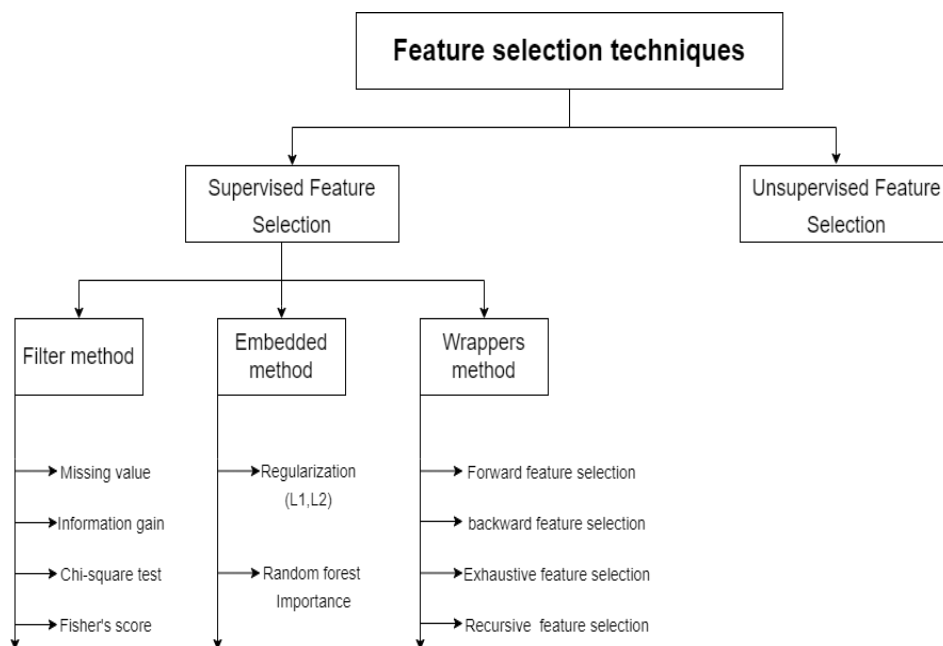 Feature selection techniques
Supervised Feature
Selection
Unsupervised Feature
Selection
Filter method
Embedded
method
Wrappers
method
Missing value
Information gain
Chi-square test
Fisher's score
Regularization
(L1,L2)
Random forest
Importance
Forward feature selection
backward feature selection
Exhaustive feature selection
Recursive feature selection